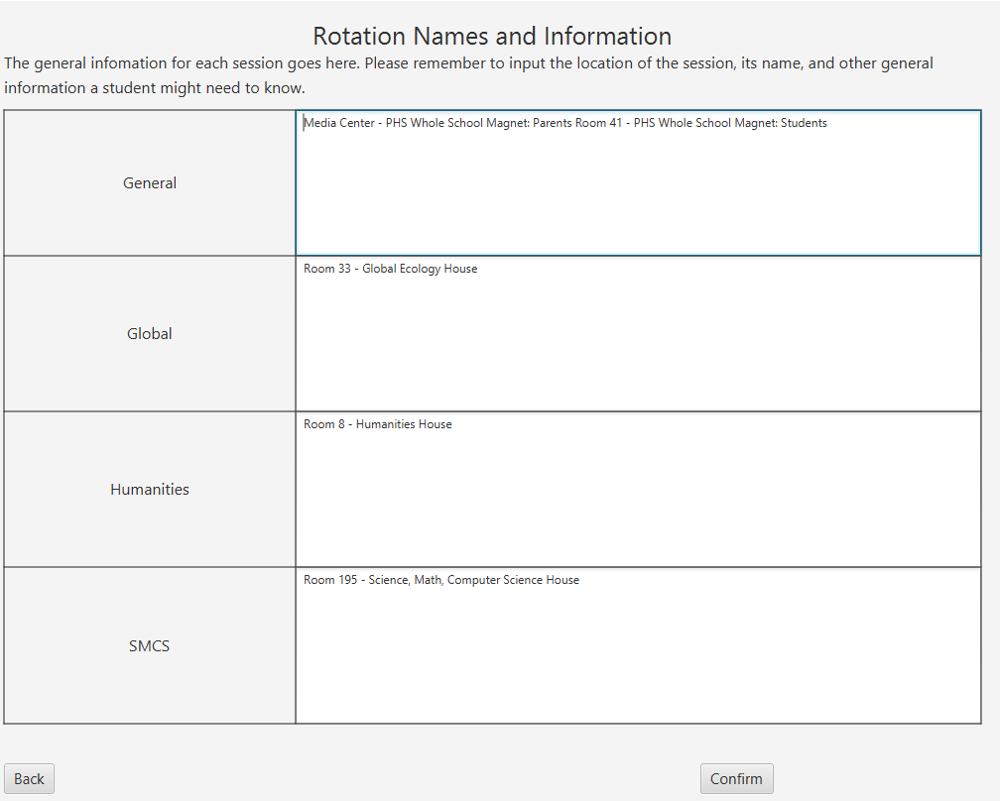 Rotation Names and Information
The general infomation for each session goes here. Please remember to input the location of the session, its name, and other general
information a student might need to know.
General
Media Center - PHS Whole School Magnet: Parents Room 41 - PHS Whole School Magnet: Students
Global
Room 33 - Global Ecology House
Humanities
Room 8 - Humanities House
SMCS
Room 195 - Science, Math, Computer Science House
Back
Confirm